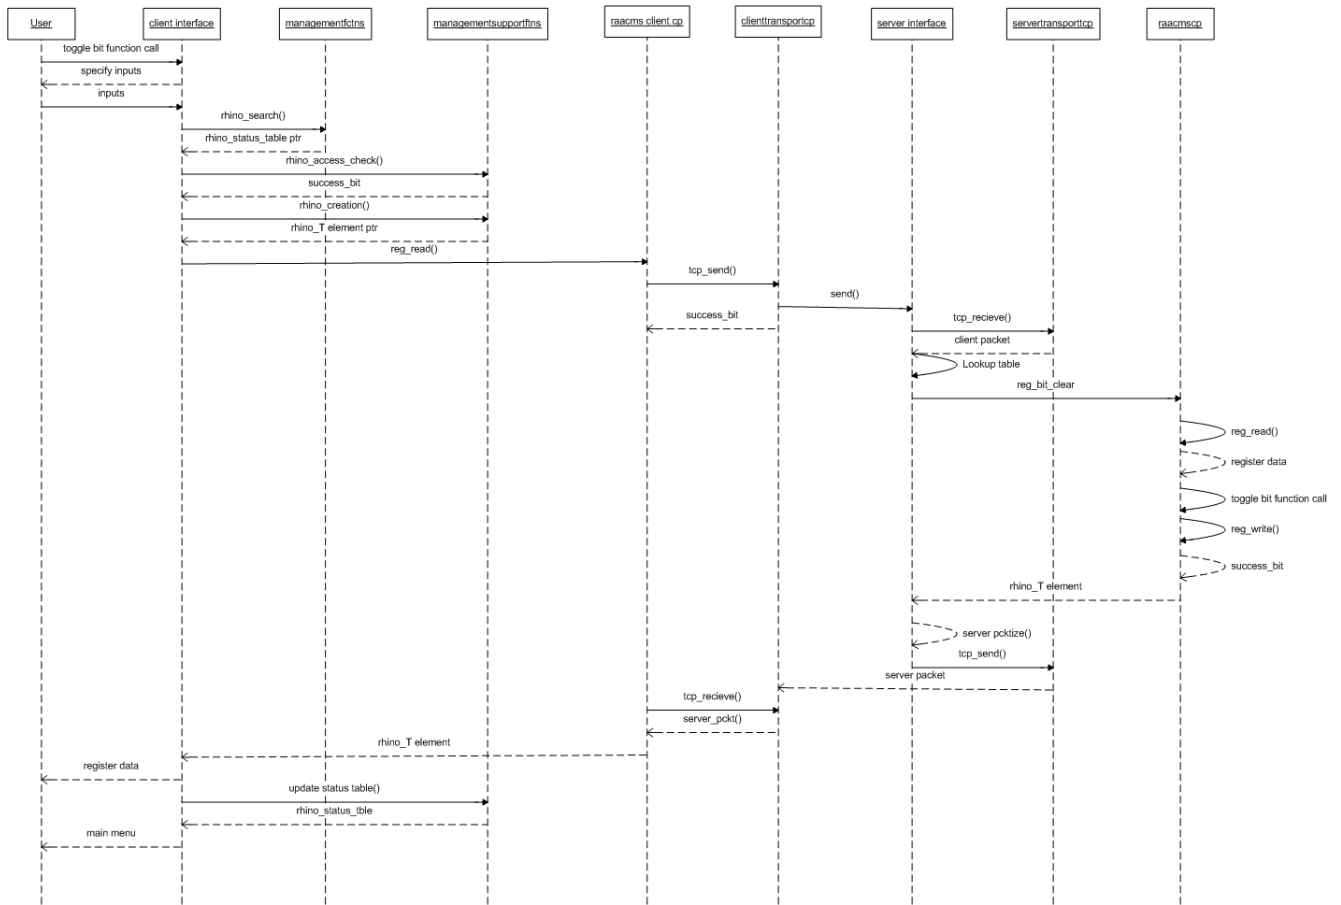 User
client interface
managementfctns
managementsupportftns
raacms client cp
clienttransportcp
server interface
servertransporttcp
raacmscp
toggle bit function call
specify inputs
inputs
rhino_search()
rhino_status_table ptr
rhino_access_check()
success_bit
rhino_creation()
rhino_T element ptr
reg_read()
tcp_send()
send()
success_bit
tcp_recieve()
client packet
Lookup table
reg_bit_clear
reg_read()
register data
toggle bit function call
reg_write()
success_bit
rhino_T element
server pcktize()
tcp_send()
server packet
tcp_recieve()
server_pckt()
rhino_T element
register data
update status table()
rhino_status_tble
main menu